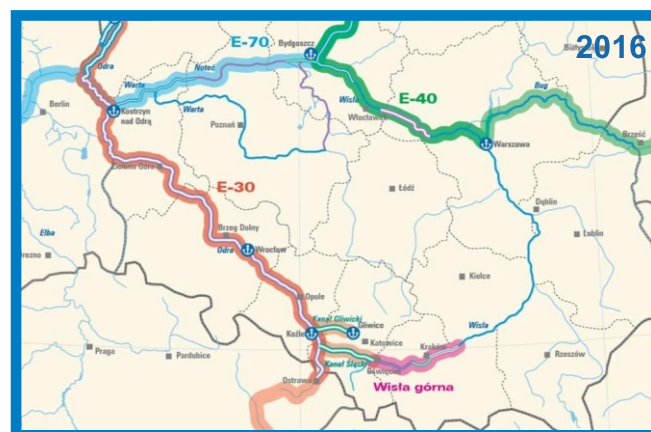 2016
Bydgoszcz
E-70
Odra
Noteć
Warta
Berlin
Kostrzyn
nad Odrą
Poznań
Warta
Wisła
Włocławek
E-40
Bug
Warszawa
Brześć
Zielona Góra
E-30
Łódź
Dęblin
Lublin
Brzeg Dolny
Odra
Wrocław
Elba
Kielce
Opole
Kanał Gliwicki
Gliwice
Koźle
Wisła
Katowice
Kraków
Praga
Pardubice
Kanał Śląski
Oświęcim
Rzeszów
Ostrawa
Wisła górna